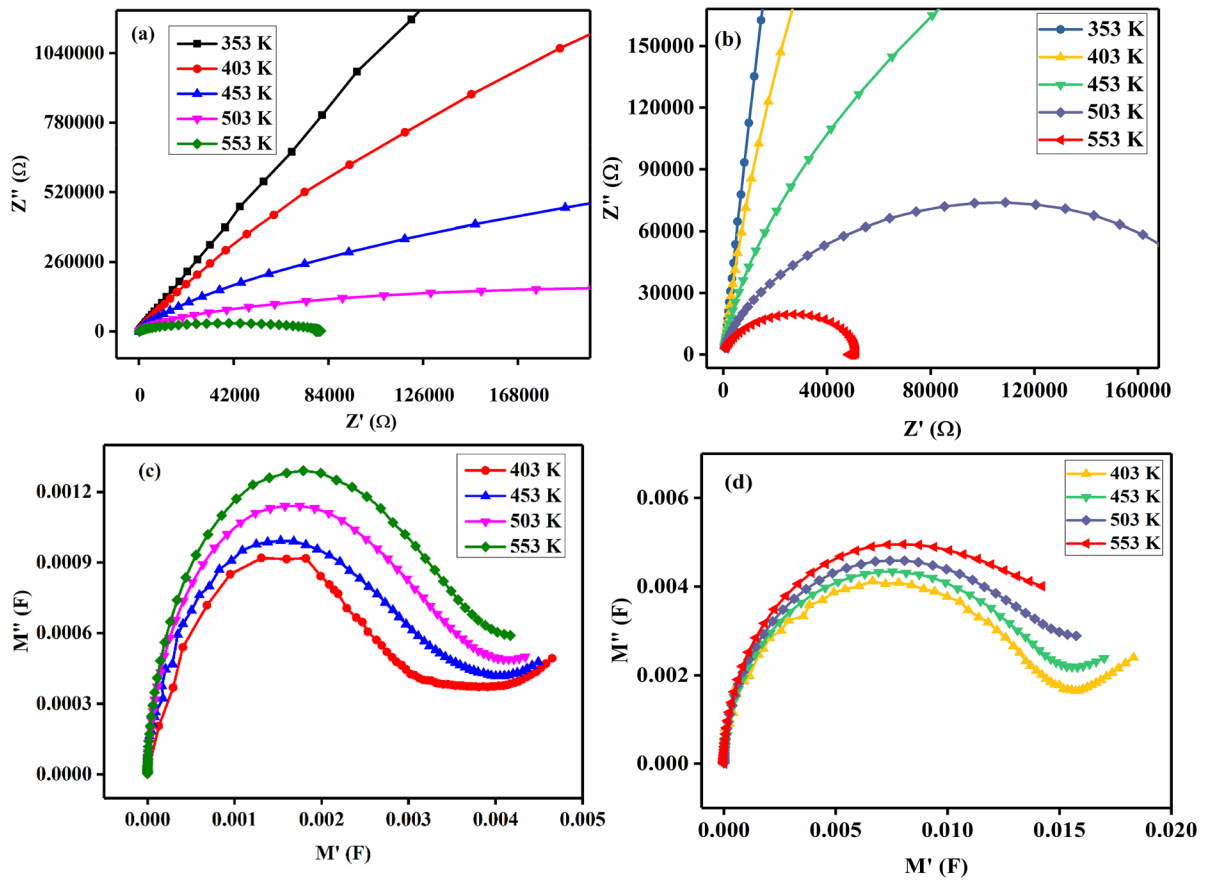 (a)
353 K
403 K
453 K
503 K
553 K
1040000
780000
520000
260000
0
Z'' (Ω)
0 42000 84000 126000 168000
Z' (Ω)
(b)
353 K
403 K
453 K
503 K
553 K
150000
120000
90000
60000
30000
0
Z'' (Ω)
0 40000 80000 120000 160000
Z' (Ω)
(c)
403 K
453 K
503 K
553 K
0.0012
0.0009
0.0006
0.0003
0.0000
M'' (F)
0.000 0.001 0.002 0.003 0.004 0.005
M' (F)
(d)
403 K
453 K
503 K
553 K
0.006
0.004
0.002
0.000
M'' (F)
0.000 0.005 0.010 0.015 0.020
M' (F)